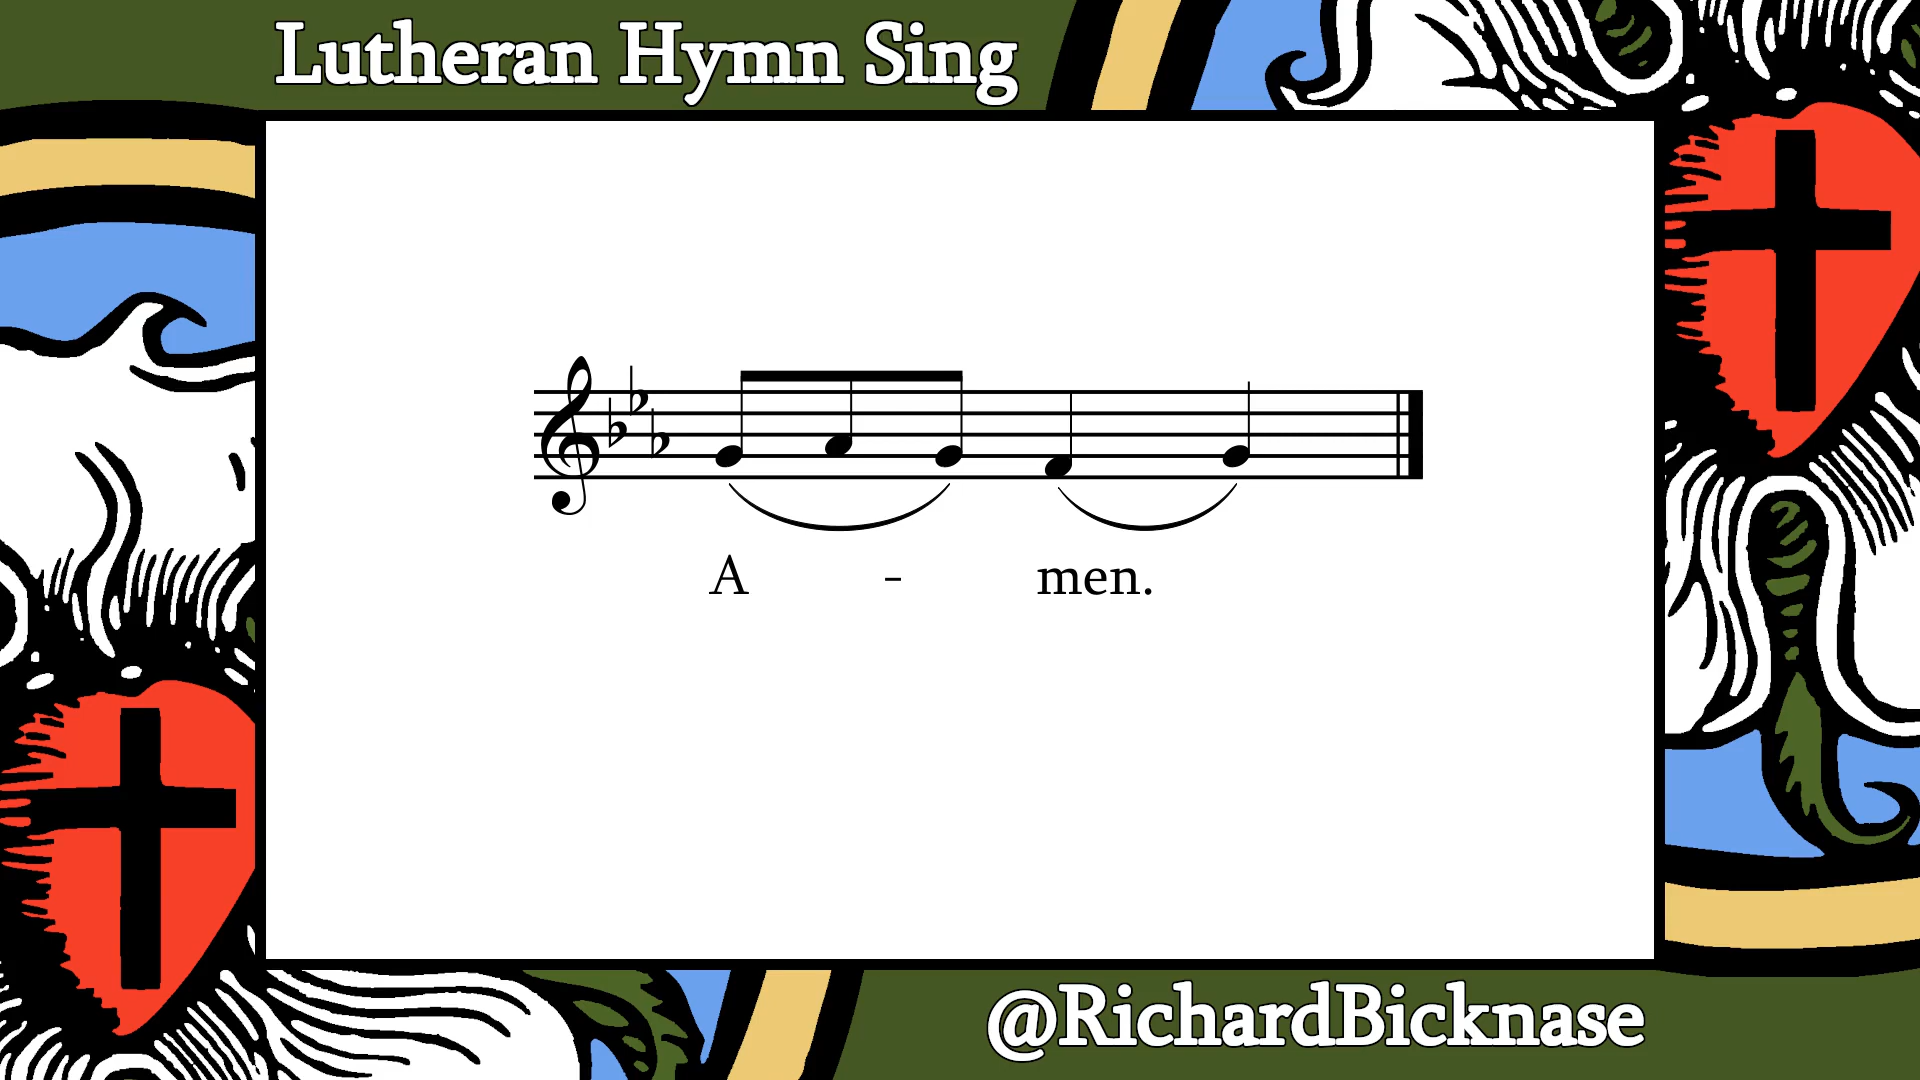 Lutheran Hymn Sing
A - men.
@RichardBicknase